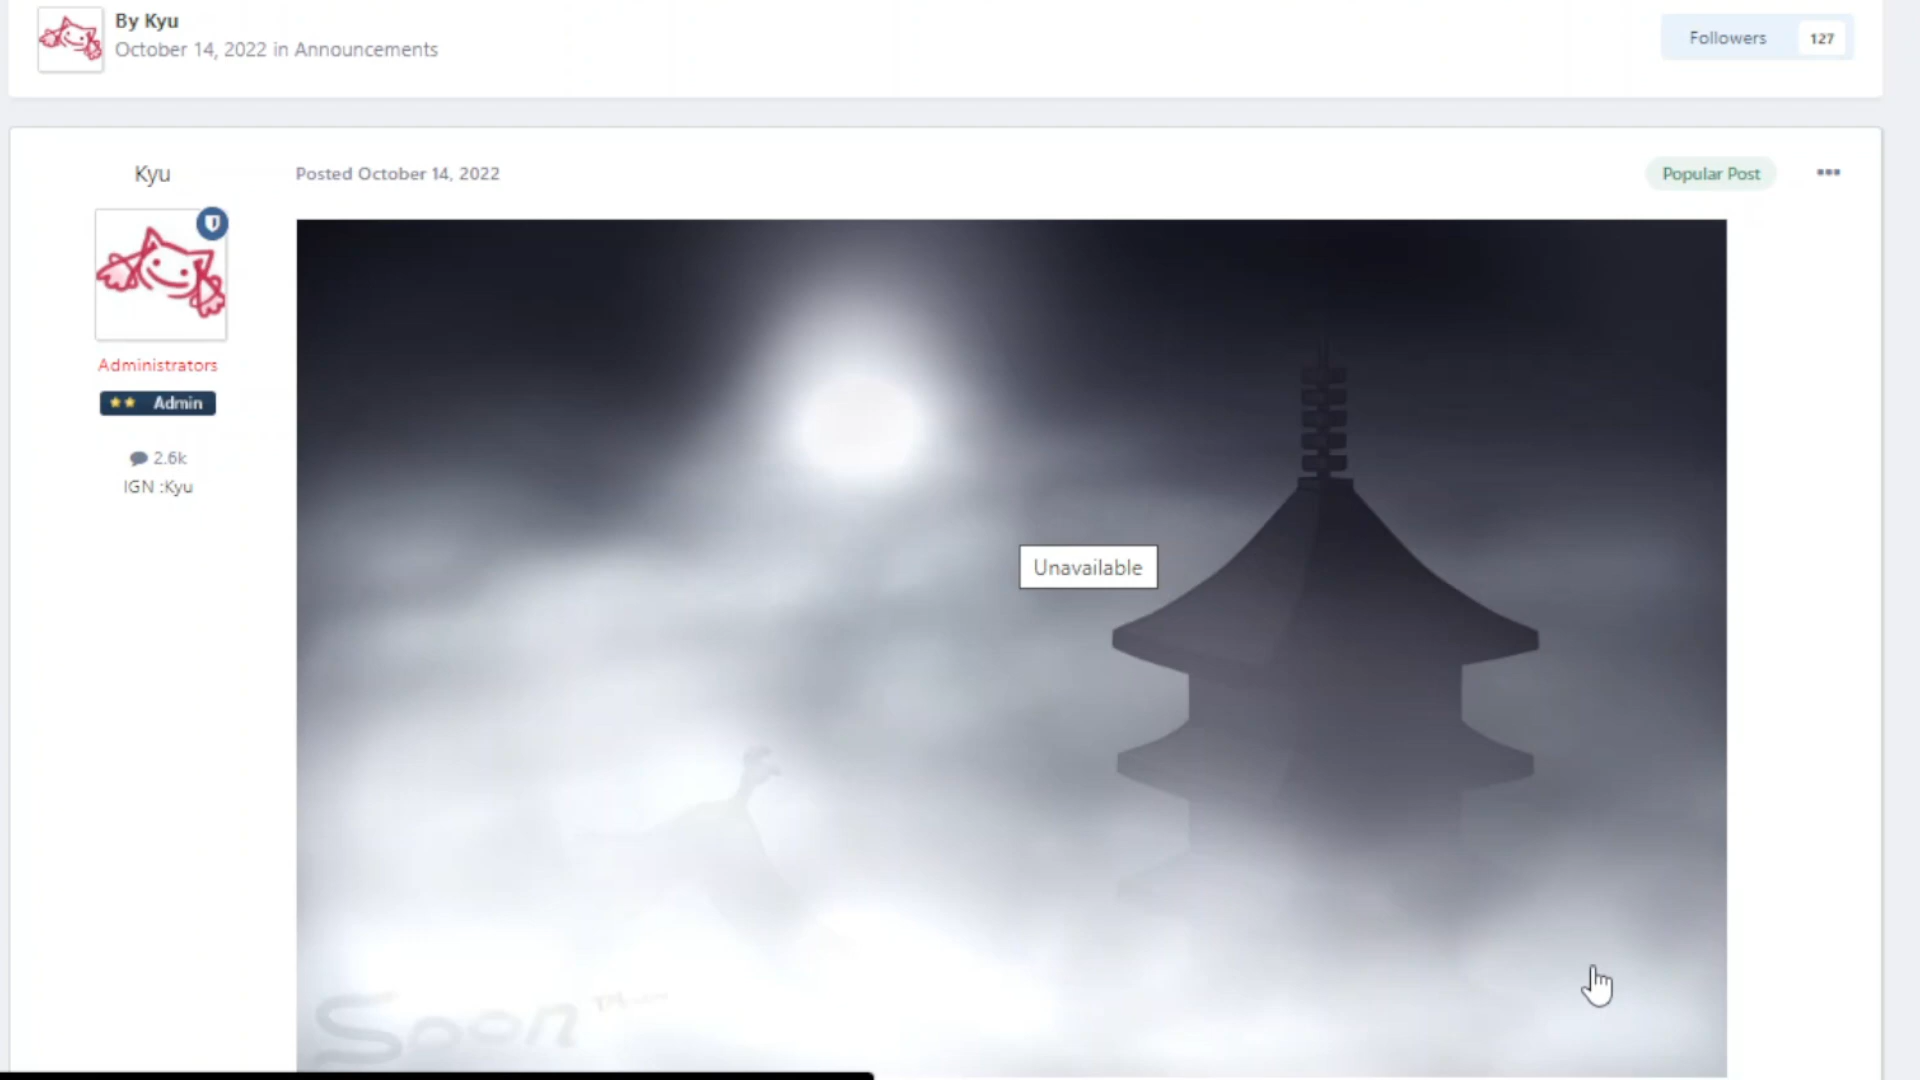 By Kyu
October 14, 2022 in Announcements
Followers 127
Kyu
Posted October 14, 2022
Popular Post
Administrators
Admin
2.6k
IGN :Kyu
Unavailable
Soon